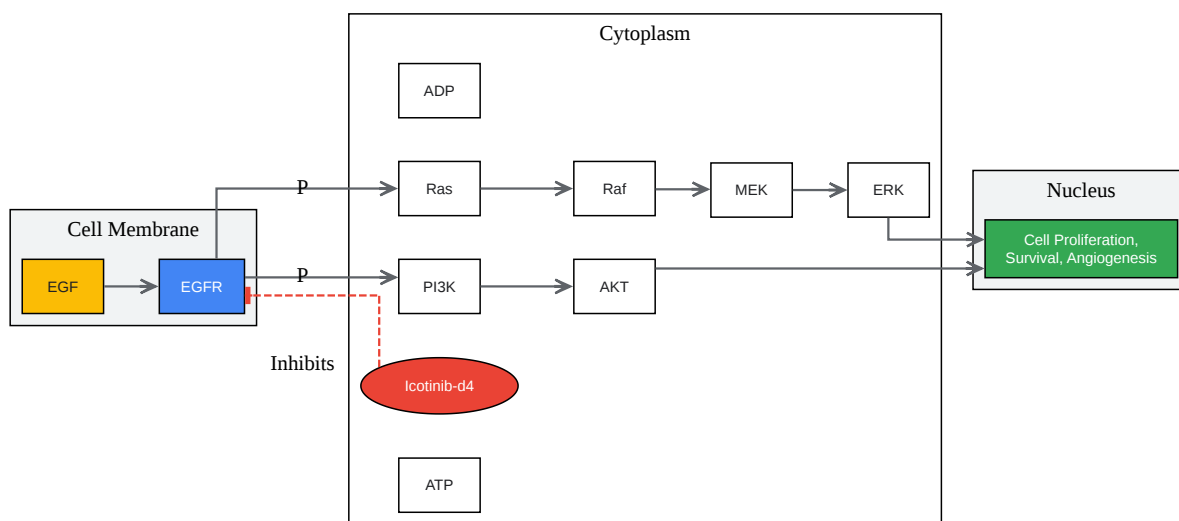 Cytoplasm
ADP
P
Ras
Raf
MEK
ERK
Nucleus
Cell Proliferation,
Survival, Angiogenesis
Cell Membrane
EGF
EGFR
P
PI3K
AKT
Inhibits
Icotinib-d4
ATP